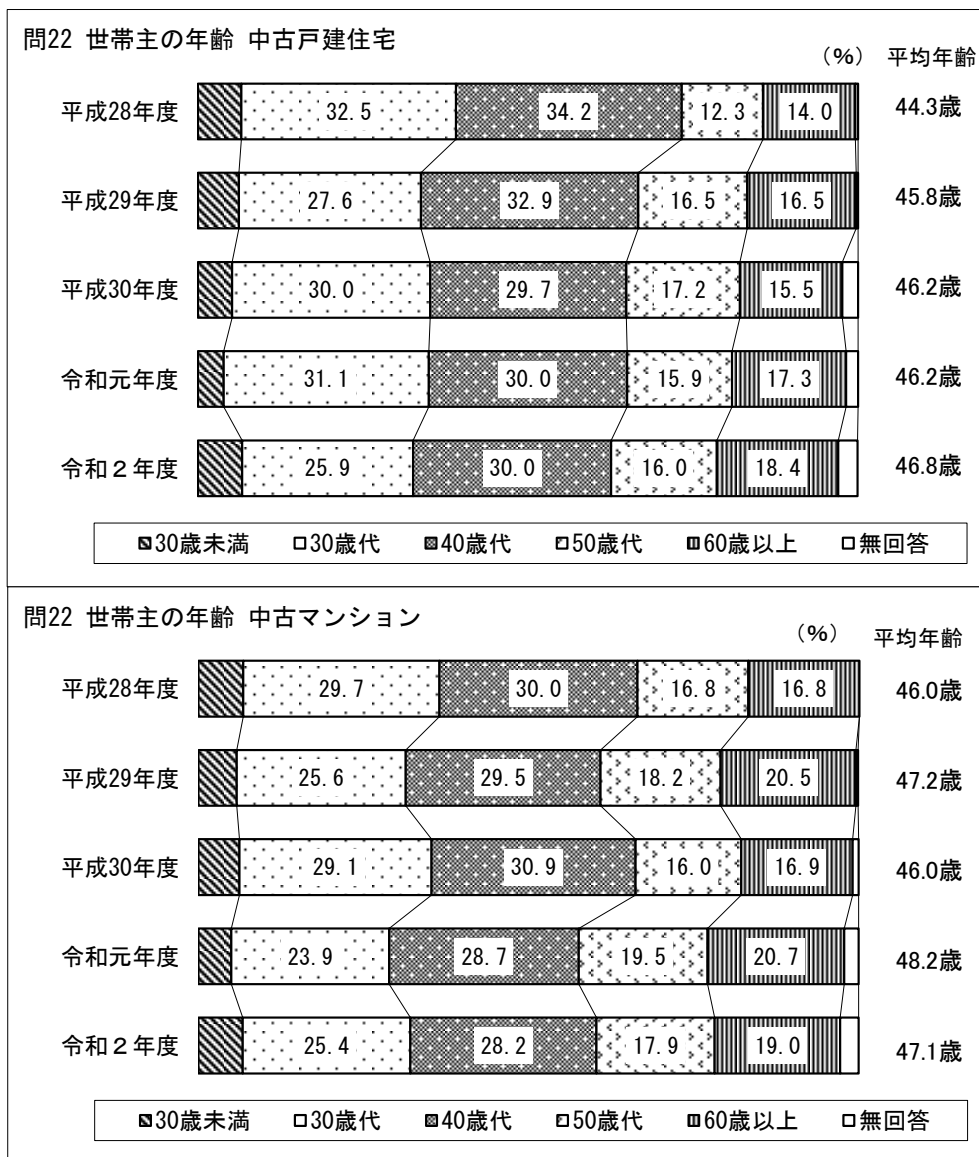 問22 世帯主の年齢 中古戸建住宅
（%） 平均年齢
平成28年度 32.5 34.2 12.3 14.0 44.3歳
平成29年度 27.6 32.9 16.5 16.5 45.8歳
平成30年度 30.0 29.7 17.2 15.5 46.2歳
令和元年度 31.1 30.0 15.9 17.3 46.2歳
令和２年度 25.9 30.0 16.0 18.4 46.8歳
30歳未満 30歳代 40歳代 50歳代 60歳以上 無回答
問22 世帯主の年齢 中古マンション
（%） 平均年齢
平成28年度 29.7 30.0 16.8 16.8 46.0歳
平成29年度 25.6 29.5 18.2 20.5 47.2歳
平成30年度 29.1 30.9 16.0 16.9 46.0歳
令和元年度 23.9 28.7 19.5 20.7 48.2歳
令和２年度 25.4 28.2 17.9 19.0 47.1歳
30歳未満 30歳代 40歳代 50歳代 60歳以上 無回答